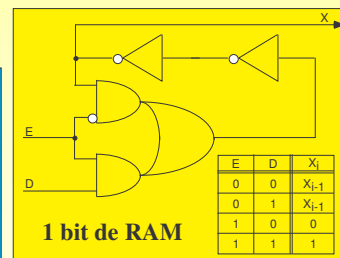 X
E
D
1 bit de RAM
E D Xi
0 0 Xi-1
0 1 Xi-1
1 0 0
1 1 1